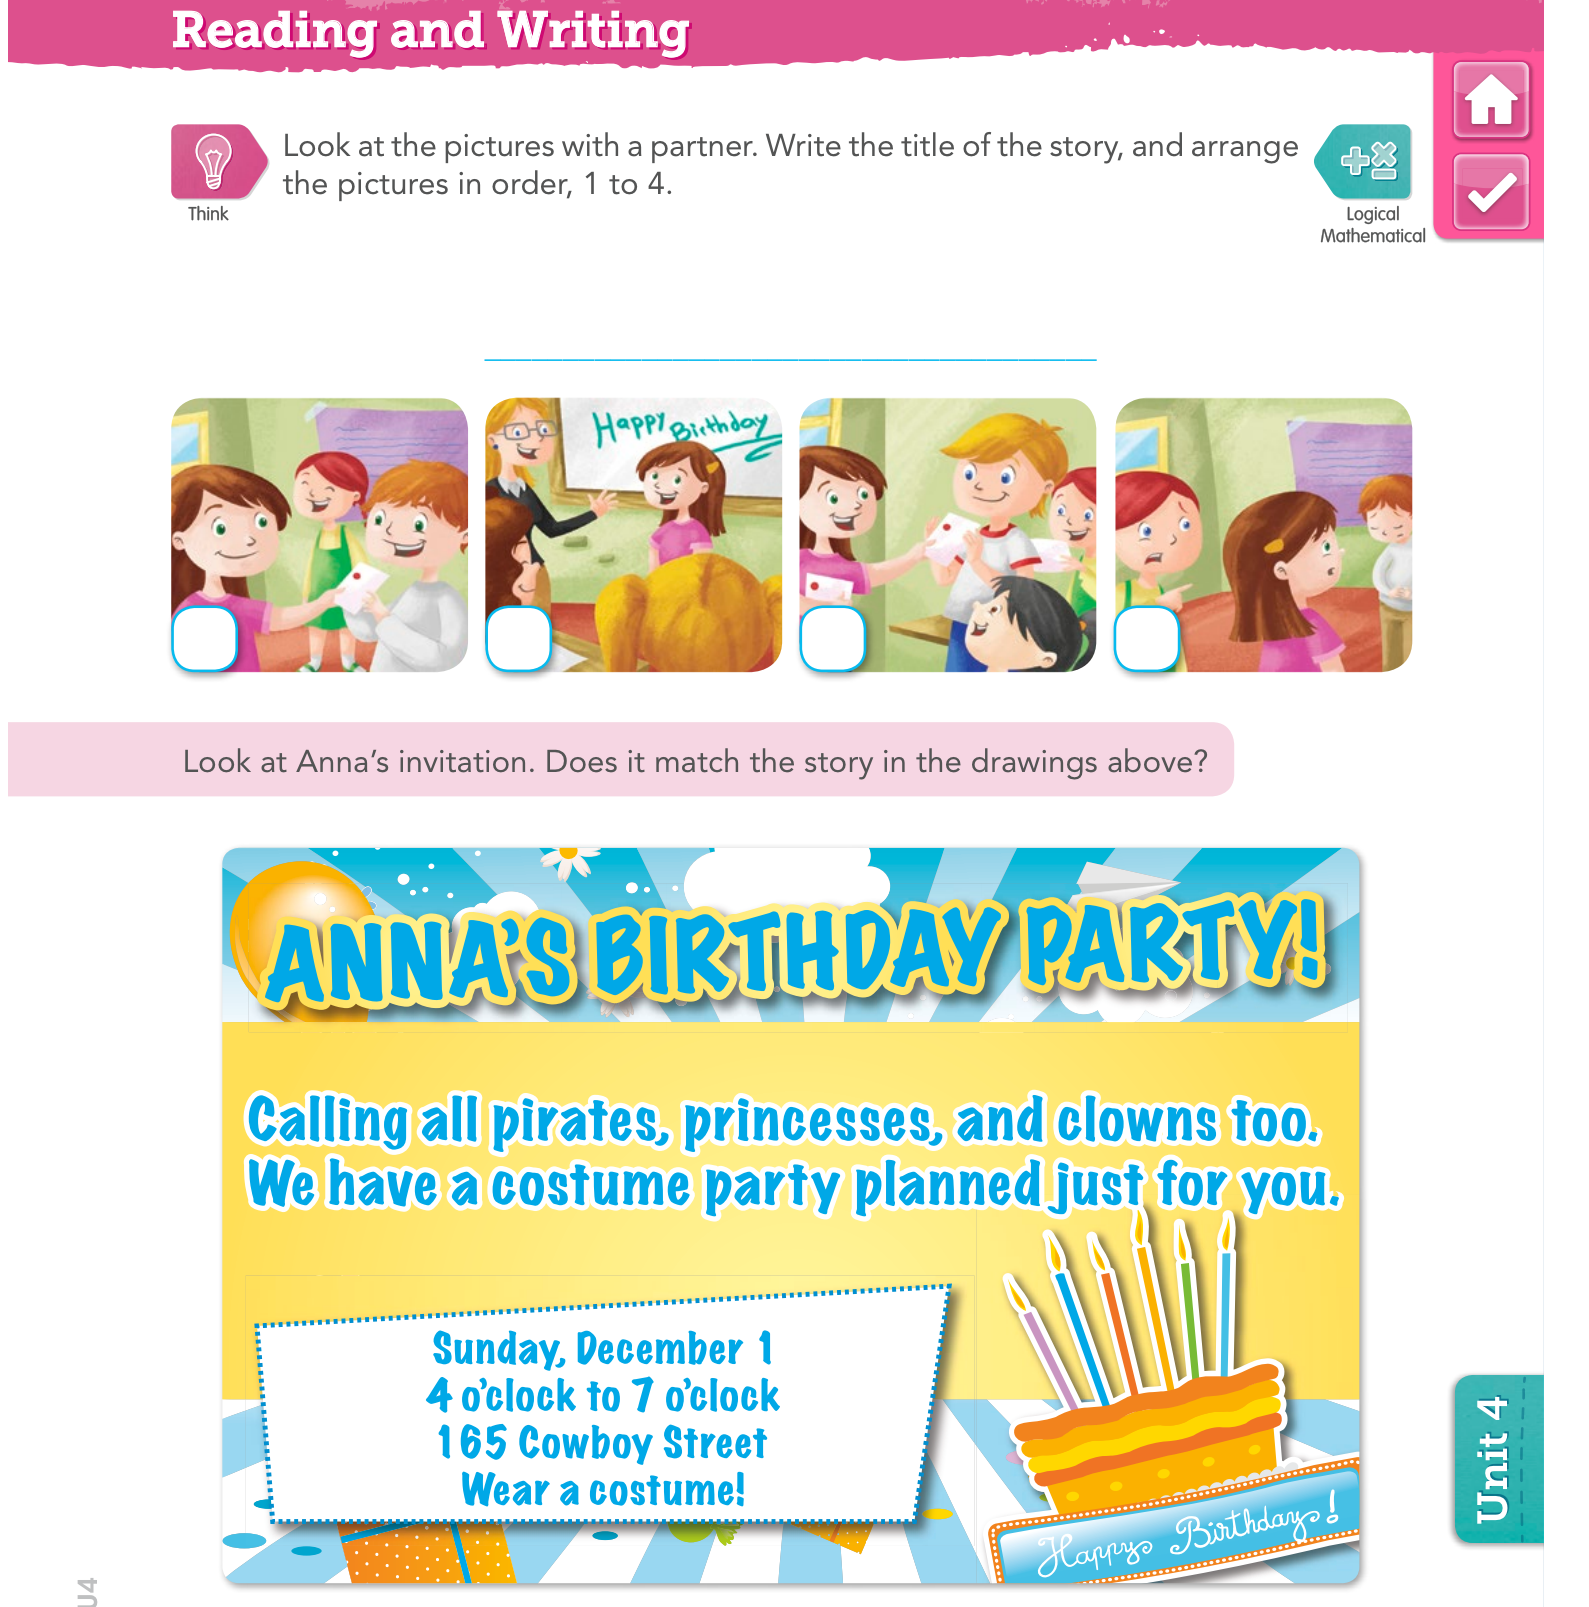 Reading and Writing
Look at the pictures with a partner. Write the title of the story, and arrange
the pictures in order, 1 to 4.
Think
Logical
Mathematical
Happy Birthday
Look at Anna's invitation. Does it match the story in the drawings above?
ANNA'S BIRTHDAY PARTY!
Calling all pirates, princesses, and clowns too.
We have a costume party planned just for you.
Sunday, December 1
4 o'clock to 7 o'clock
165 Cowboy Street
Wear a costume!
Happy Birthday!
Unit 4
U4